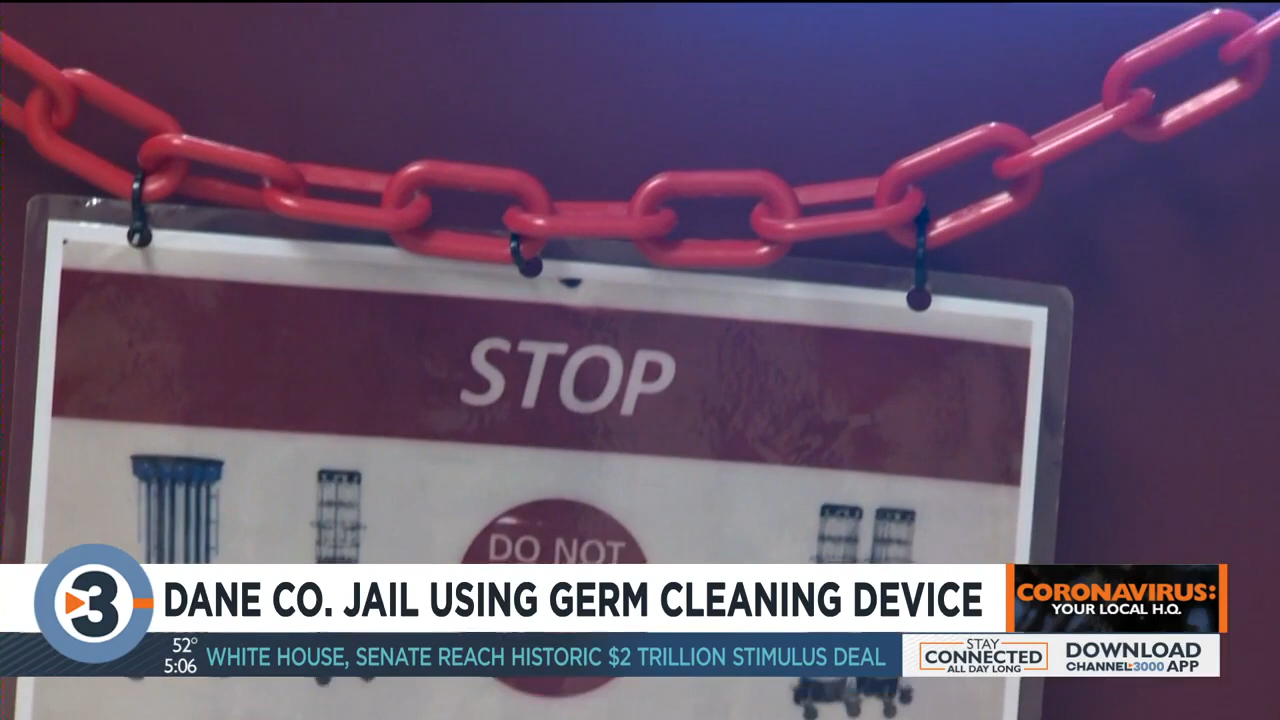 STOP
DO NOT
3
DANE CO. JAIL USING GERM CLEANING DEVICE
CORONAVIRUS:
YOUR LOCAL H.Q.
52°
5:06
WHITE HOUSE, SENATE REACH HISTORIC $2 TRILLION STIMULUS DEAL
STAY
CONNECTED
ALL DAY LONG
DOWNLOAD
CHANNEL3000 APP